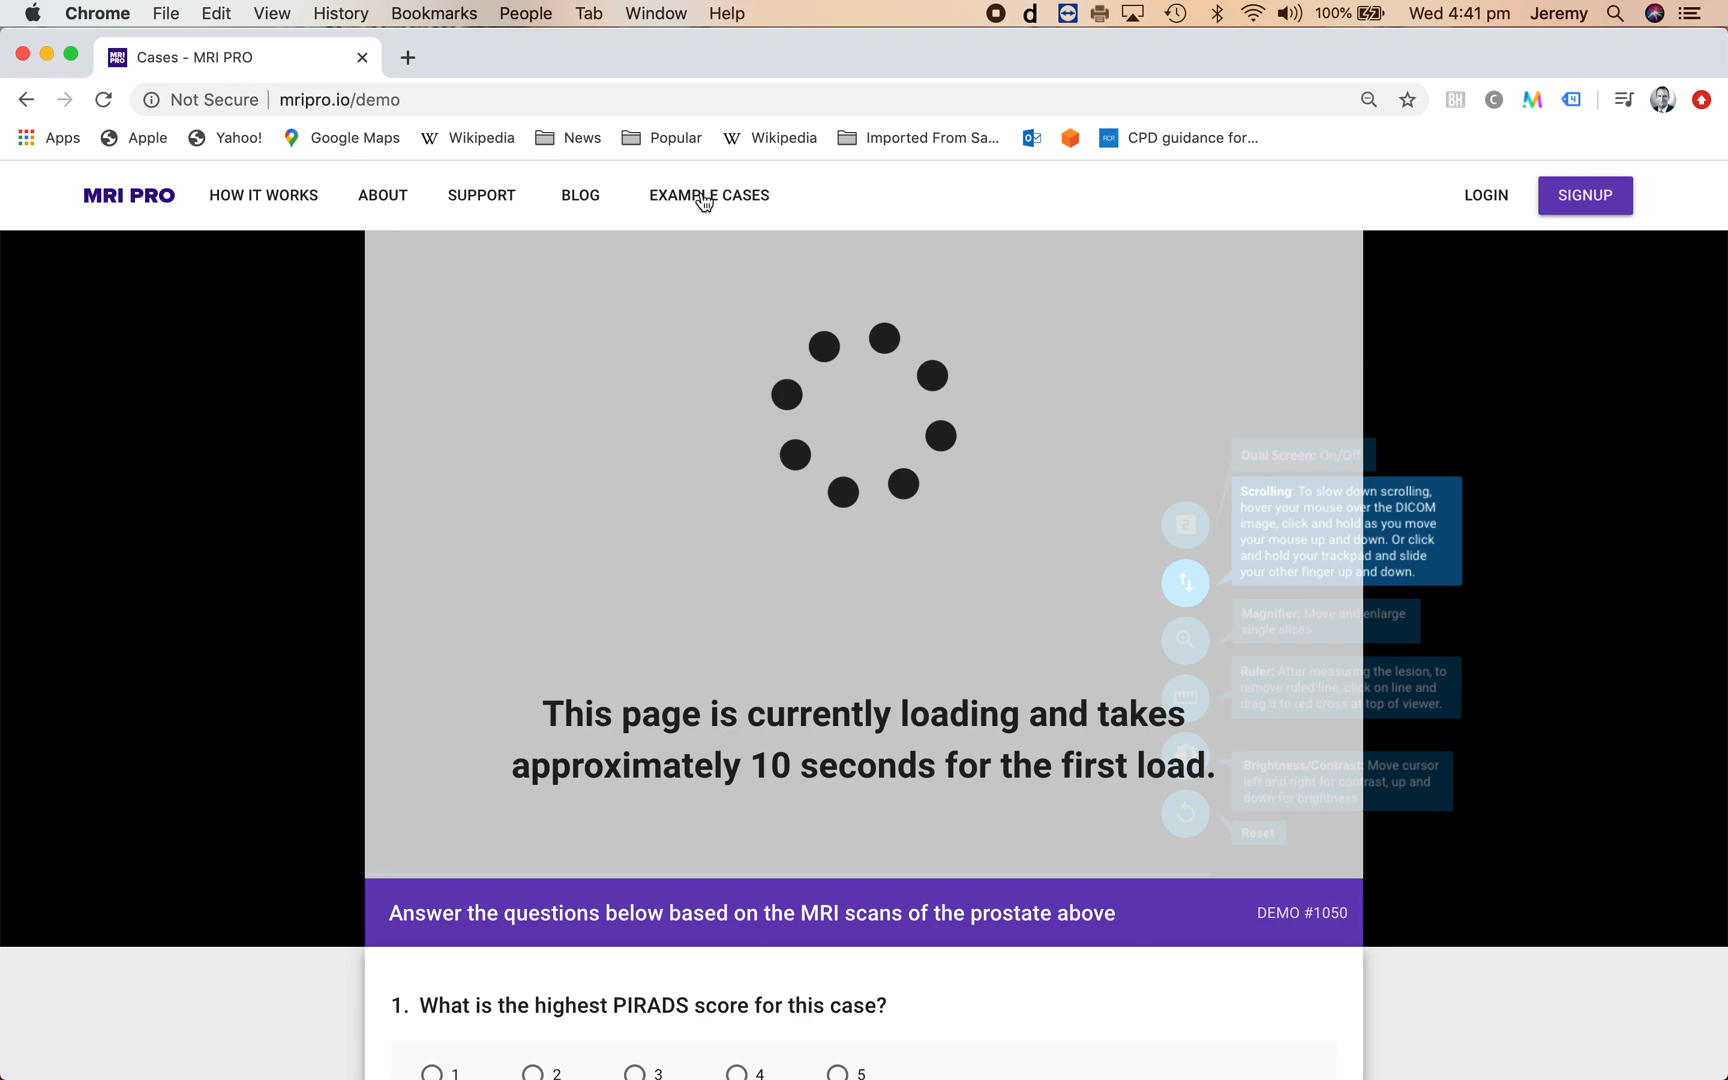 Chrome File Edit View History Bookmarks People Tab Window Help d 100% Wed 4:41 pm Jeremy
MRI PRO Cases - MRI PRO
Not Secure mripro.io/demo BH C 4
Apps Apple Yahoo! Google Maps W Wikipedia News Popular W Wikipedia Imported From Sa... RCR CPD guidance for...
MRI PRO HOW IT WORKS ABOUT SUPPORT BLOG EXAMPLE CASES LOGIN SIGNUP
Dual Screen: On/Off
Scrolling: To slow down scrolling,
hover your mouse over the DICOM
image, click and hold as you move
your mouse up and down. Or click
and hold your trackpad and slide
your other finger up and down.
2
Magnifier: Move and enlarge
single slices
Ruler: After measuring the lesion, to
remove ruled line, click on line and
drag it to red cross at top of viewer.
Brightness/Contrast: Move cursor
left and right for contrast, up and
down for brightness
Reset
This page is currently loading and takes
approximately 10 seconds for the first load.
Answer the questions below based on the MRI scans of the prostate above DEMO #1050
1. What is the highest PIRADS score for this case?
1 2 3 4 5